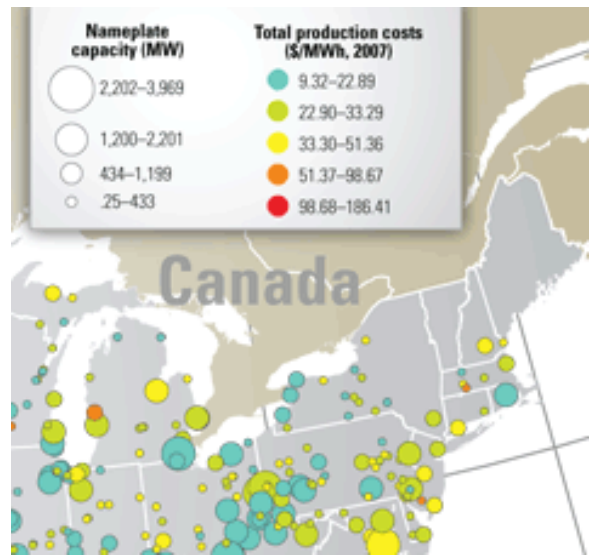 Nameplate
capacity (MW)
2,202–3,969
1,200–2,201
434–1,199
.25–433
Total production costs
($/MWh, 2007)
9.32–22.89
22.90–33.29
33.30–51.36
51.37–98.67
98.68–186.41
Canada